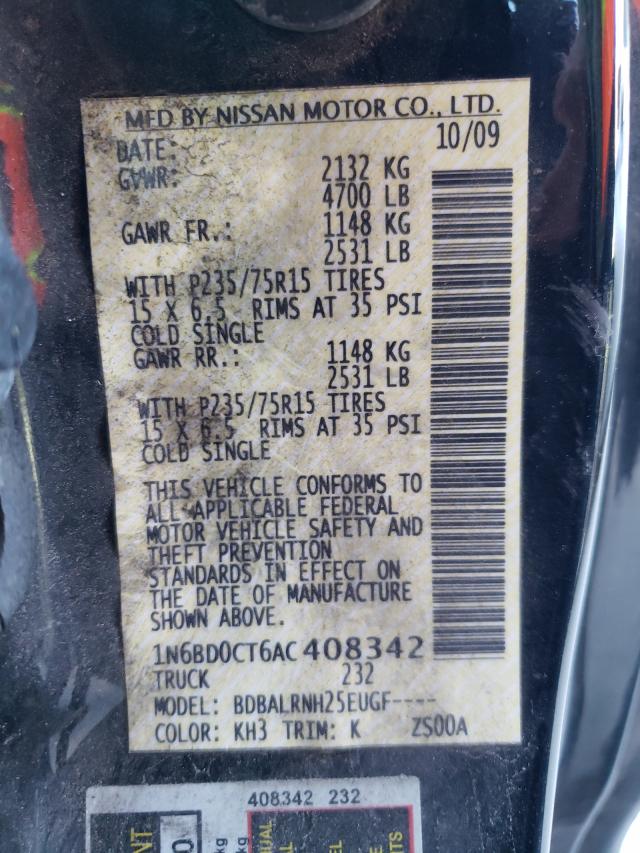 MFD BY NISSAN MOTOR CO., LTD.
DATE: 10/09
GVWR: 2132 KG
4700 LB
GAWR FR.: 1148 KG
2531 LB
WITH P235/75R15 TIRES
15 X 6.5 RIMS AT 35 PSI
COLD SINGLE
GAWR RR.: 1148 KG
2531 LB
WITH P235/75R15 TIRES
15 X 6.5 RIMS AT 35 PSI
COLD SINGLE
THIS VEHICLE CONFORMS TO
ALL APPLICABLE FEDERAL
MOTOR VEHICLE SAFETY AND
THEFT PREVENTION
STANDARDS IN EFFECT ON
THE DATE OF MANUFACTURE
SHOWN ABOVE.
1N6BD0CT6AC408342
TRUCK 232
MODEL: BDBALRNH25EUGF----
COLOR: KH3 TRIM: K ZS00A
408342 232